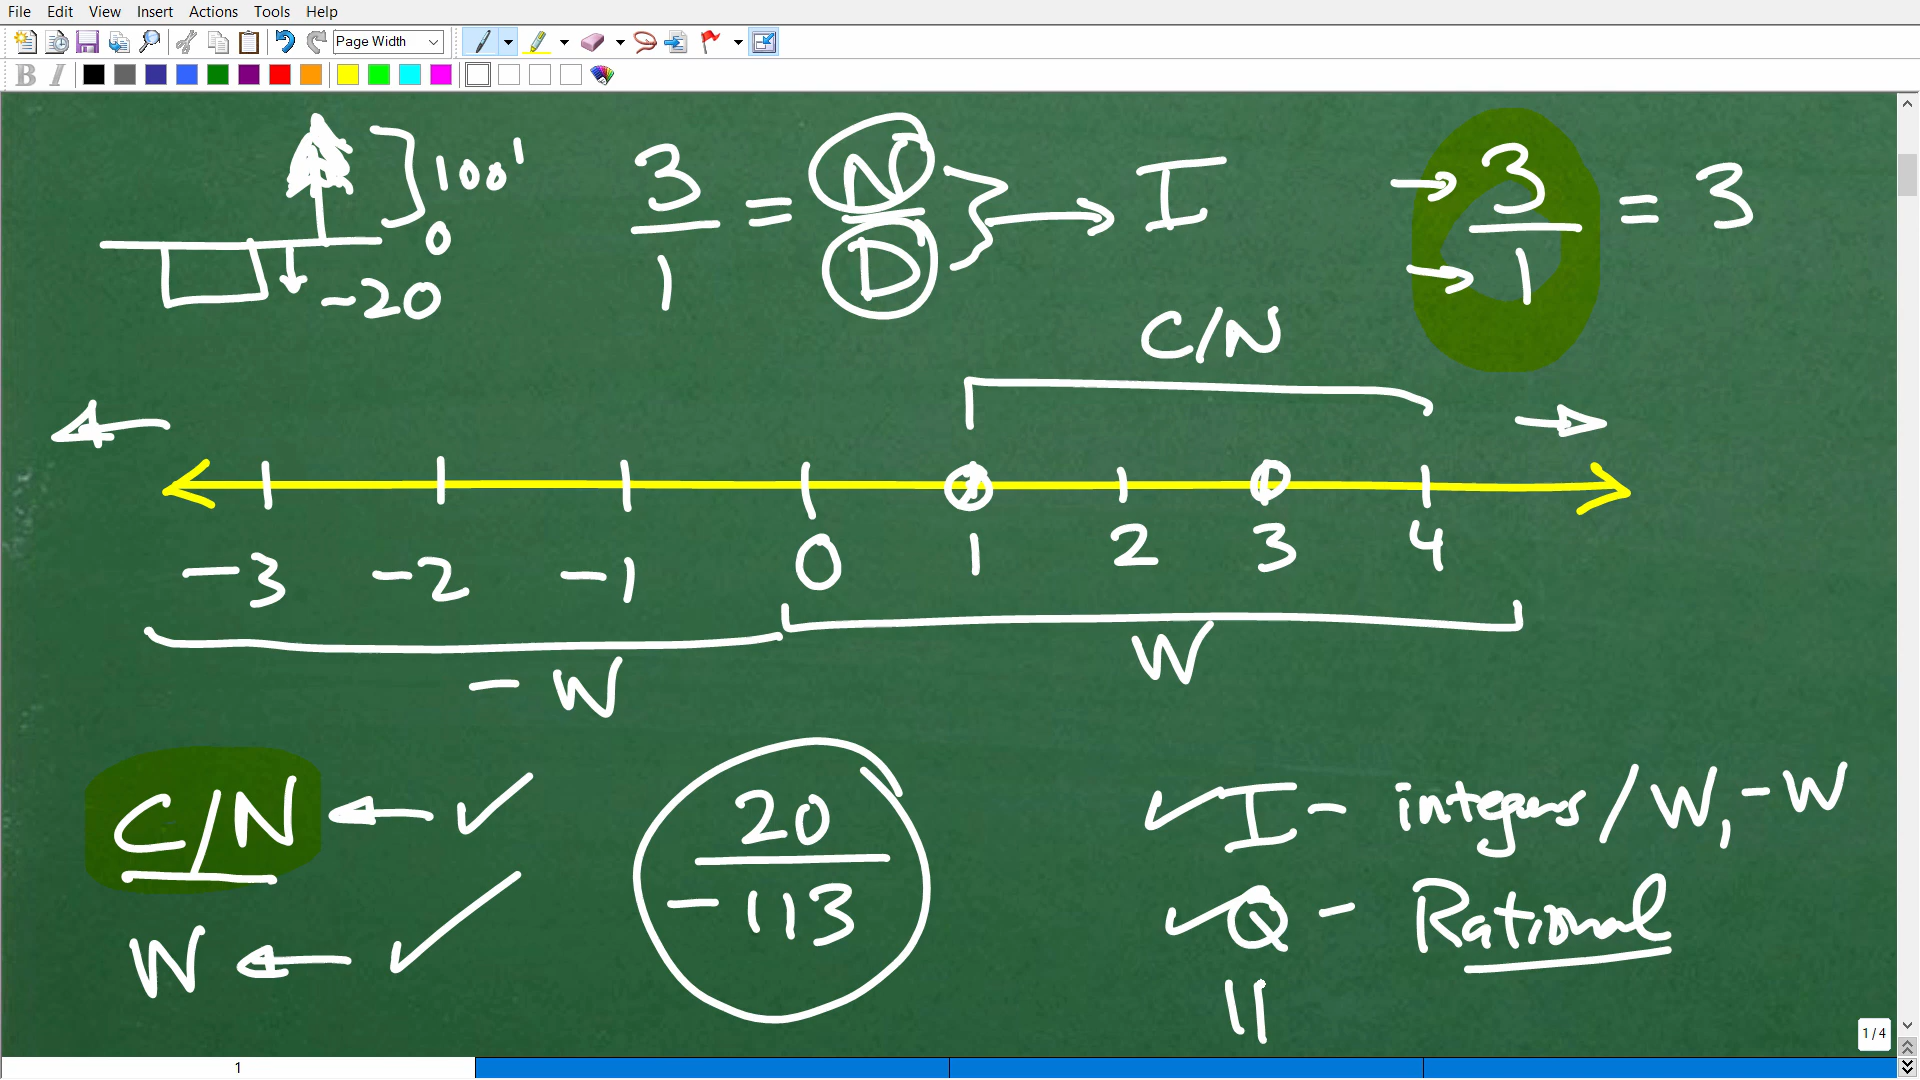 File Edit View Insert Actions Tools Help
Page Width
B I
100'
0
-20
3/1 = N/D → I
→ 3/1 = 3
C/N
-3 -2 -1 0 1 2 3 4
-W W
C/N ← ✓
W ← ✓
20/-113
✓ I - integers / W, -W
✓ Q - Rational
11
1 / 4
1